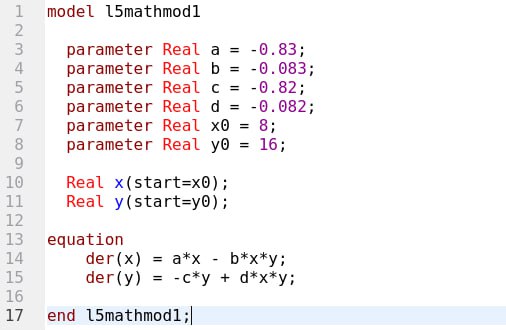 1 model l5mathmod1
2
3 parameter Real a = -0.83;
4 parameter Real b = -0.083;
5 parameter Real c = -0.82;
6 parameter Real d = -0.082;
7 parameter Real x0 = 8;
8 parameter Real y0 = 16;
9
10 Real x(start=x0);
11 Real y(start=y0);
12
13 equation
14 der(x) = a*x - b*x*y;
15 der(y) = -c*y + d*x*y;
16
17 end l5mathmod1;